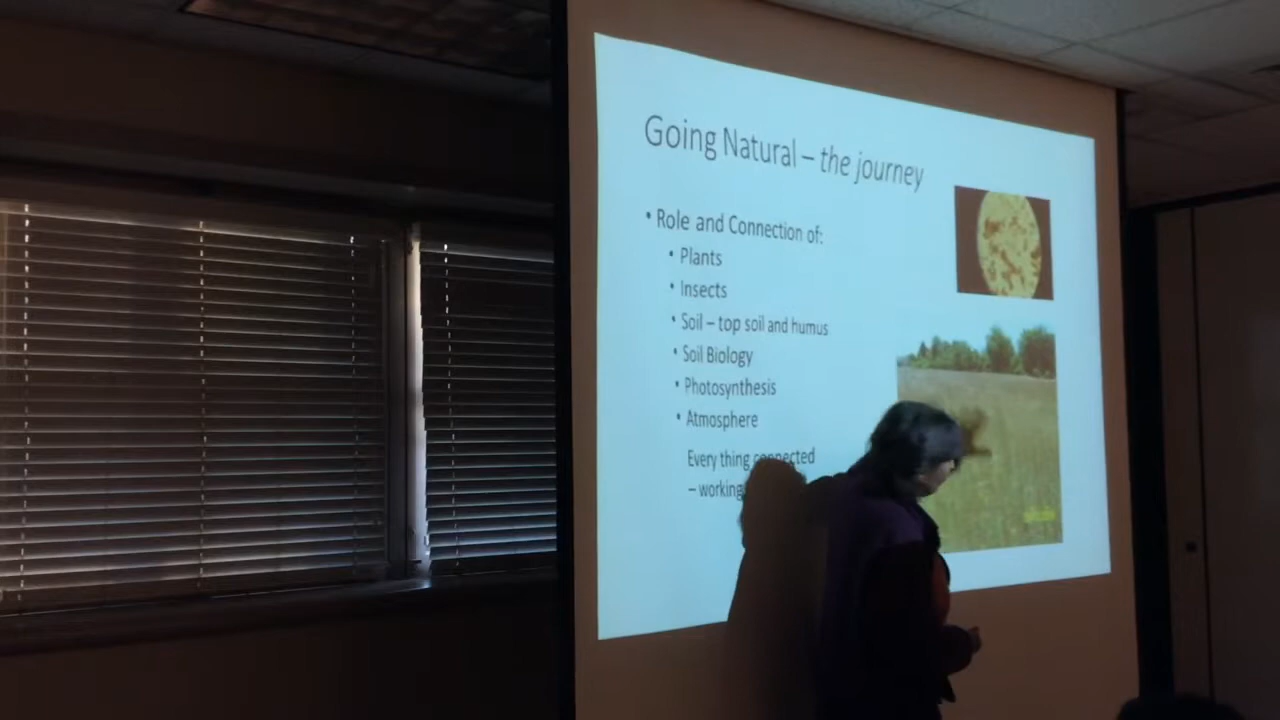 Going Natural – the journey
• Role and Connection of:
• Plants
• Insects
• Soil – top soil and humus
• Soil Biology
• Photosynthesis
• Atmosphere
Every thing connected
– working